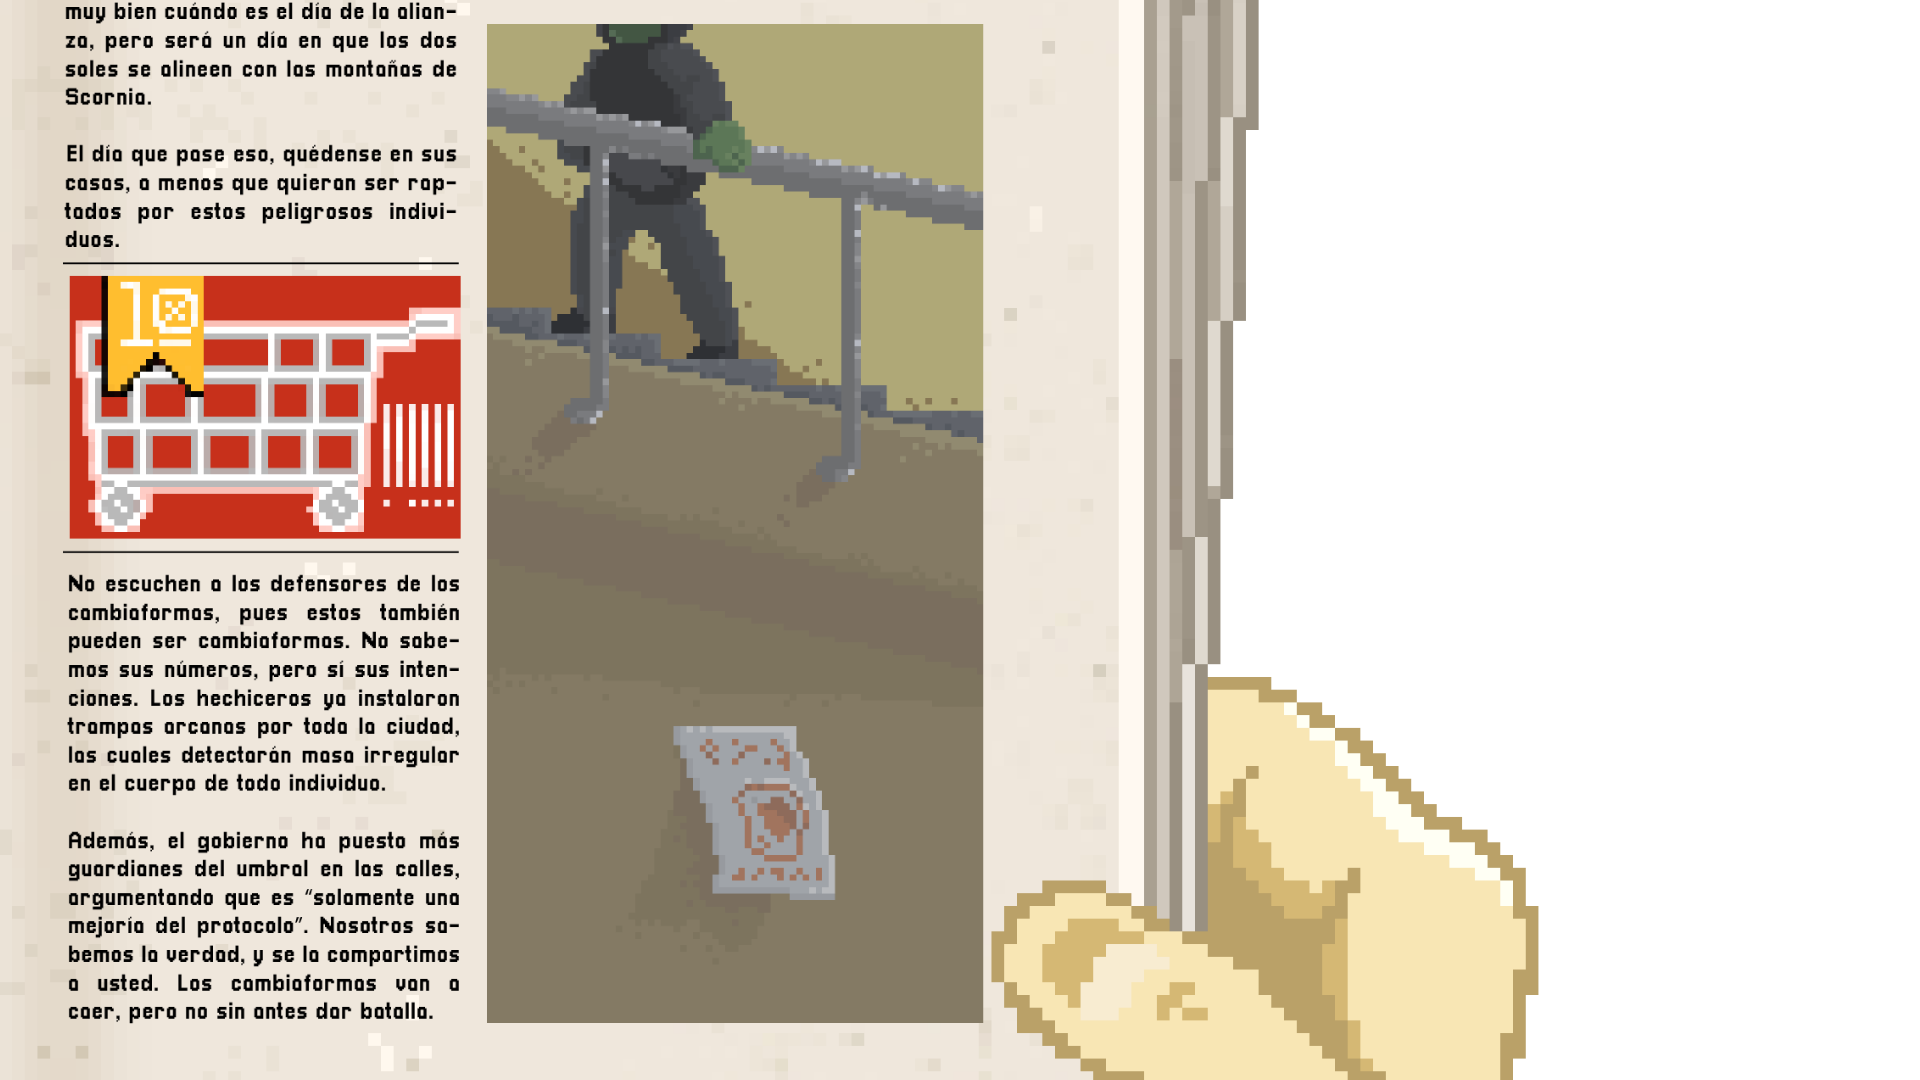 muy bien cuándo es el día de la alian-
za, pero será un día en que los dos
soles se alineen con las montañas de
Scornia.
El día que pase eso, quédense en sus
casas, a menos que quieran ser rap-
tados por estos peligrosos indivi-
duos.
10
No escuchen a los defensores de los
cambiaformas, pues estos también
pueden ser cambiaformas. No sabe-
mos sus números, pero sí sus inten-
ciones. Los hechiceros ya instalaron
trampas arcanas por toda la ciudad,
las cuales detectarán masa irregular
en el cuerpo de todo individuo.
Además, el gobierno ha puesto más
guardianes del umbral en las calles,
argumentando que es "solamente una
mejoría del protocolo". Nosotros sa-
bemos la verdad, y se la compartimos
a usted. Los cambiaformas van a
caer, pero no sin antes dar batalla.